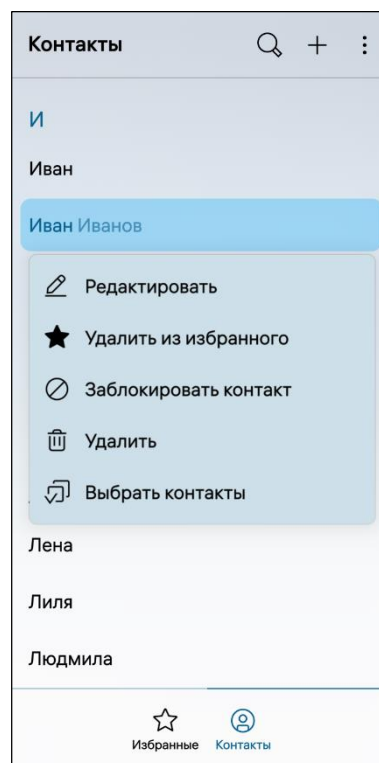 Контакты
И
Иван
Иван Иванов
Редактировать
Удалить из избранного
Заблокировать контакт
Удалить
Выбрать контакты
Лена
Лиля
Людмила
Избранные Контакты